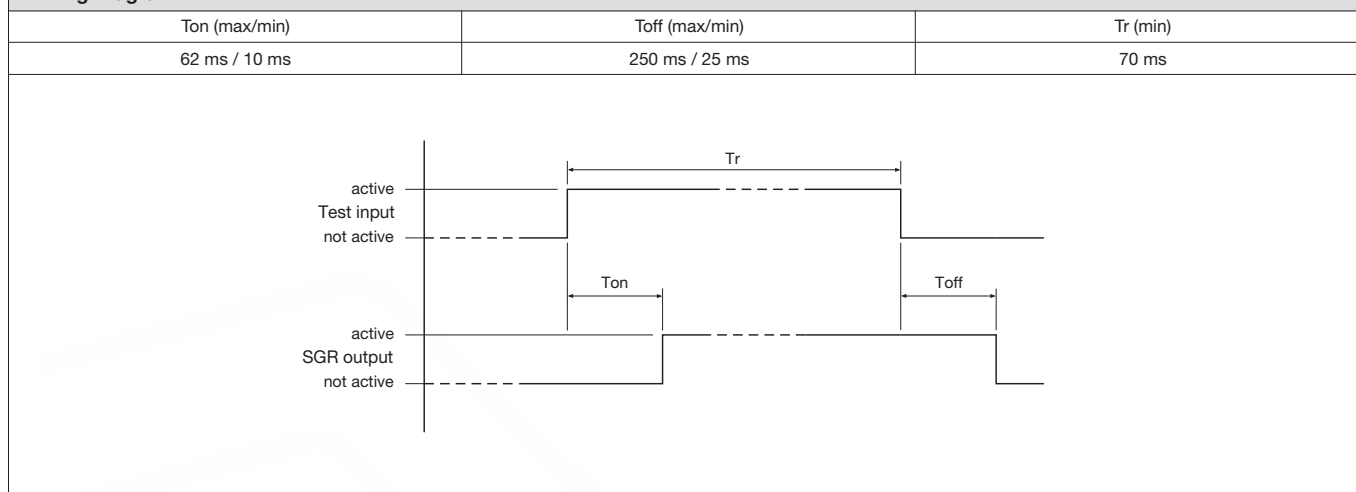 Ton (max/min) Toff (max/min) Tr (min)
62 ms / 10 ms 250 ms / 25 ms 70 ms
Tr
active
Test input
not active
Ton Toff
active
SGR output
not active